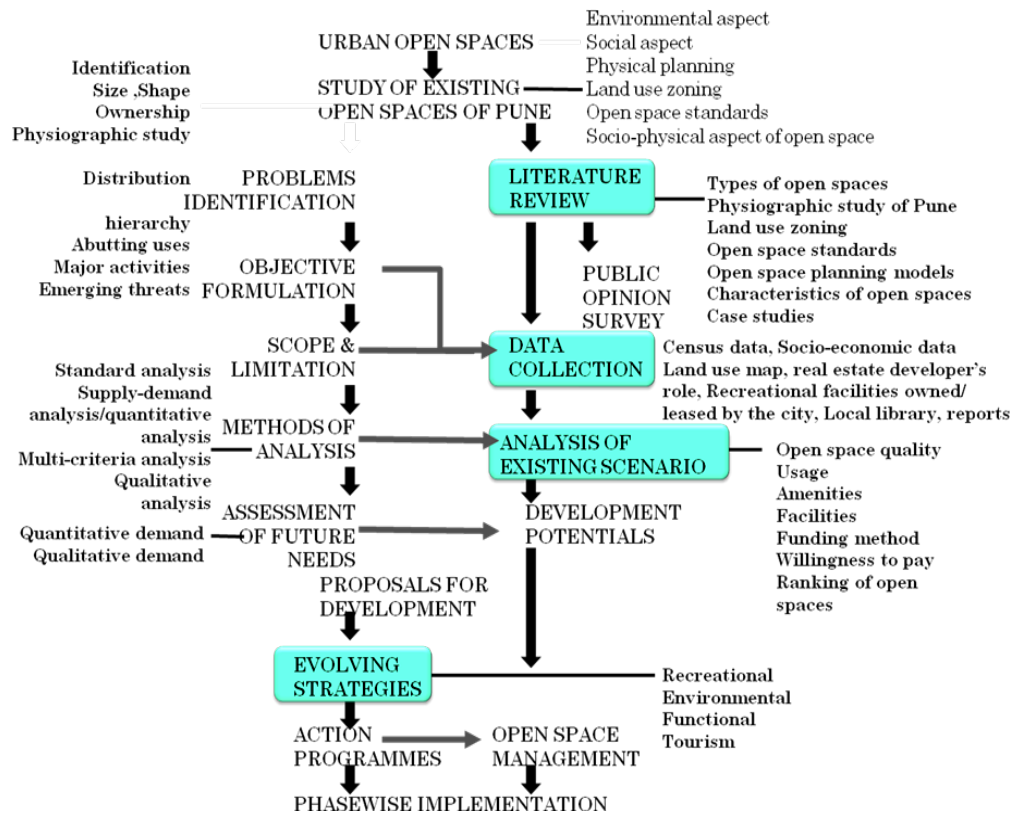 URBAN OPEN SPACES
Environmental aspect
Social aspect
Physical planning
Land use zoning
Open space standards
Socio-physical aspect of open space
Identification
Size ,Shape
Ownership
Physiographic study
STUDY OF EXISTING
OPEN SPACES OF PUNE
Distribution
hierarchy
Abutting uses
Major activities
Emerging threats
PROBLEMS
IDENTIFICATION
LITERATURE
REVIEW
Types of open spaces
Physiographic study of Pune
Land use zoning
Open space standards
Open space planning models
Characteristics of open spaces
Case studies
OBJECTIVE
FORMULATION
PUBLIC
OPINION
SURVEY
SCOPE &
LIMITATION
DATA
COLLECTION
Census data, Socio-economic data
Land use map, real estate developer's
role, Recreational facilities owned/
leased by the city, Local library, reports
Standard analysis
Supply-demand
analysis/quantitative
analysis
Multi-criteria analysis
Qualitative
analysis
METHODS OF
ANALYSIS
ANALYSIS OF
EXISTING SCENARIO
Open space quality
Usage
Amenities
Facilities
Funding method
Willingness to pay
Ranking of open
spaces
Quantitative demand
Qualitative demand
ASSESSMENT
OF FUTURE
NEEDS
DEVELOPMENT
POTENTIALS
PROPOSALS FOR
DEVELOPMENT
EVOLVING
STRATEGIES
Recreational
Environmental
Functional
Tourism
ACTION
PROGRAMMES
OPEN SPACE
MANAGEMENT
PHASEWISE IMPLEMENTATION